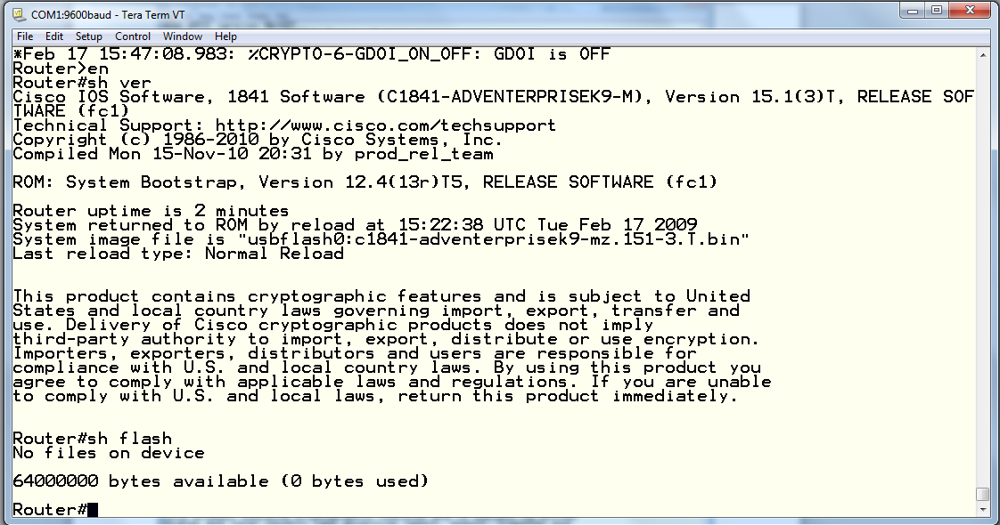 COM1:9600baud - Tera Term VT
File Edit Setup Control Window Help
*Feb 17 15:47:08.983: %CRYPTO-6-GDOI_ON_OFF: GDOI is OFF
Router>en
Router#sh ver
Cisco IOS Software, 1841 Software (C1841-ADVENTERPRISEK9-M), Version 15.1(3)T, RELEASE SOF
TWARE (fc1)
Technical Support: http://www.cisco.com/techsupport
Copyright (c) 1986-2010 by Cisco Systems, Inc.
Compiled Mon 15-Nov-10 20:31 by prod_rel_team
ROM: System Bootstrap, Version 12.4(13r)T5, RELEASE SOFTWARE (fc1)
Router uptime is 2 minutes
System returned to ROM by reload at 15:22:38 UTC Tue Feb 17 2009
System image file is "usbflash0:c1841-adventerprisek9-mz.151-3.T.bin"
Last reload type: Normal Reload
This product contains cryptographic features and is subject to United
States and local country laws governing import, export, transfer and
use. Delivery of Cisco cryptographic products does not imply
third-party authority to import, export, distribute or use encryption.
Importers, exporters, distributors and users are responsible for
compliance with U.S. and local country laws. By using this product you
agree to comply with applicable laws and regulations. If you are unable
to comply with U.S. and local laws, return this product immediately.
Router#sh flash
No files on device
64000000 bytes available (0 bytes used)
Router#